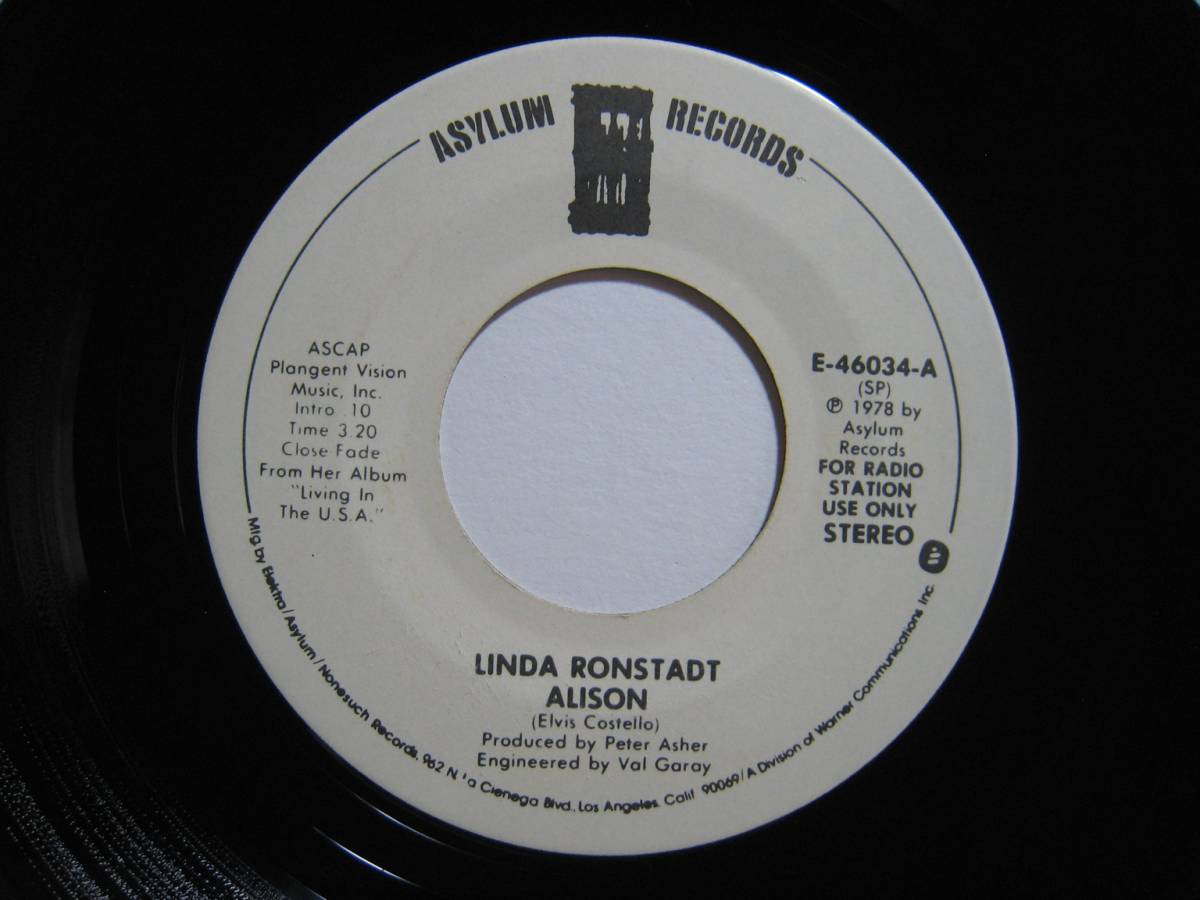 ASYLUM RECORDS
ASCAP
Plangent Vision
Music, Inc.
Intro .10
Time 3.20
Close Fade
From Her Album
"Living In
The U.S.A."
E-46034-A
(SP)
℗ 1978 by
Asylum
Records
FOR RADIO
STATION
USE ONLY
STEREO
LINDA RONSTADT
ALISON
(Elvis Costello)
Produced by Peter Asher
Engineered by Val Garay
Mfg by Elektra/Asylum/Nonesuch Records, 962 N. La Cienega Blvd., Los Angeles, Calif 90069/A Division of Warner Communications Inc.